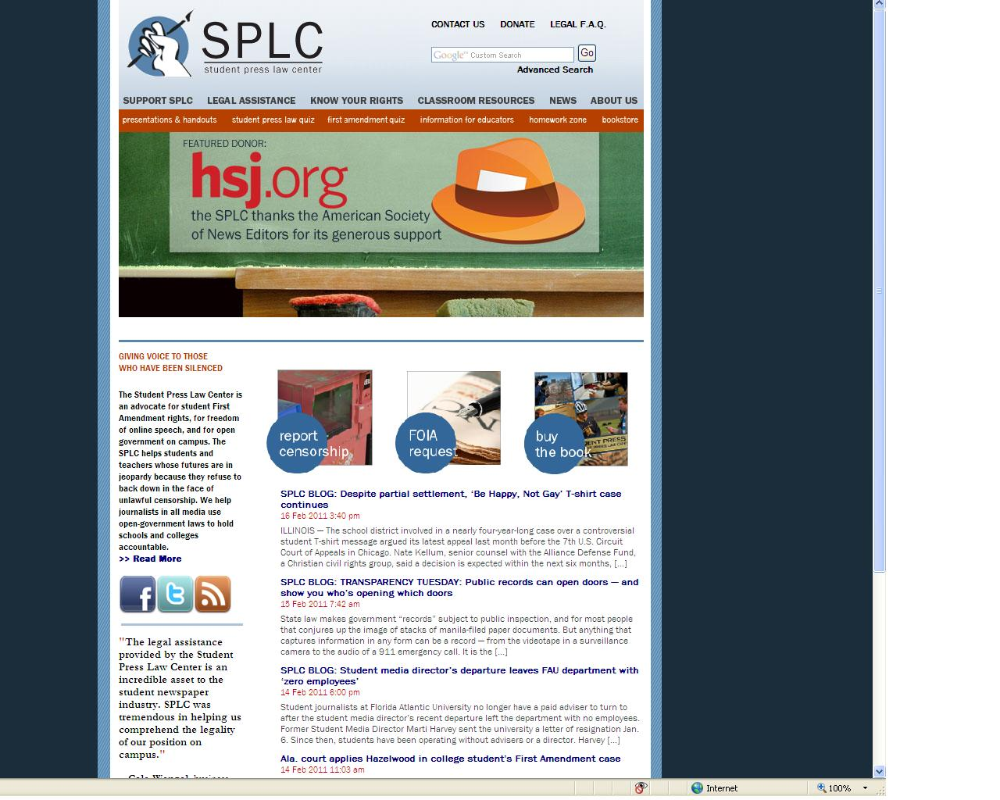 SPLC
student press law center
CONTACT US DONATE LEGAL F.A.Q.
Google™ Custom Search Go
Advanced Search
SUPPORT SPLC LEGAL ASSISTANCE KNOW YOUR RIGHTS CLASSROOM RESOURCES NEWS ABOUT US
presentations & handouts student press law quiz first amendment quiz information for educators homework zone bookstore
FEATURED DONOR:
hsj.org
the SPLC thanks the American Society
of News Editors for its generous support
GIVING VOICE TO THOSE
WHO HAVE BEEN SILENCED
The Student Press Law Center is
an advocate for student First
Amendment rights, for freedom
of online speech, and for open
government on campus. The
SPLC helps students and
teachers whose futures are in
jeopardy because they refuse to
back down in the face of
unlawful censorship. We help
journalists in all media use
open-government laws to hold
schools and colleges
accountable.
>> Read More
"The legal assistance
provided by the Student
Press Law Center is an
incredible asset to the
student newspaper
industry. SPLC was
tremendous in helping us
comprehend the legality
of our position on
campus."
report
censorship
FOIA
request
buy
the book
SPLC BLOG: Despite partial settlement, ‘Be Happy, Not Gay’ T-shirt case
continues
16 Feb 2011 3:40 pm
ILLINOIS — The school district involved in a nearly four-year-long case over a controversial
student T-shirt message argued its latest appeal last month before the 7th U.S. Circuit
Court of Appeals in Chicago. Nate Kellum, senior counsel with the Alliance Defense Fund,
a Christian civil rights group, said a decision is expected within the next six months, [...]
SPLC BLOG: TRANSPARENCY TUESDAY: Public records can open doors — and
show you who’s opening which doors
15 Feb 2011 7:42 am
State law makes government “records” subject to public inspection, and for most people
that conjures up the image of stacks of manila-filed paper documents. But anything that
captures information in any form can be a record — from the videotape in a surveillance
camera to the audio of a 911 emergency call. It is the [...]
SPLC BLOG: Student media director’s departure leaves FAU department with
‘zero employees’
14 Feb 2011 6:00 pm
Student journalists at Florida Atlantic University no longer have a paid adviser to turn to
after the student media director’s recent departure left the department with no employees.
Former Student Media Director Marti Harvey sent the university a letter of resignation Jan.
6. Since then, students have been operating without advisers or a director. Harvey [...]
Ala. court applies Hazelwood in college student's First Amendment case
14 Feb 2011 11:03 am
Internet 100%